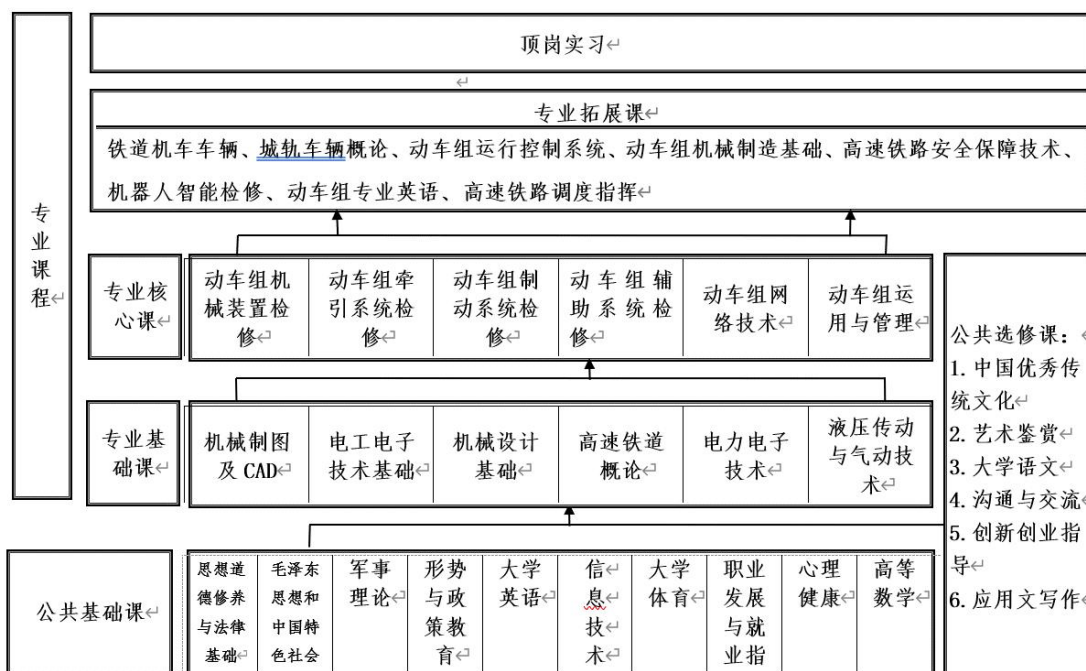 顶岗实习
专业拓展课
铁道机车车辆、城轨车辆概论、动车组运行控制系统、动车组机械制造基础、高速铁路安全保障技术、
机器人智能检修、动车组专业英语、高速铁路调度指挥
专
业
课
程
专业核
心课
动车组机
械装置检
修
动车组牵
引系统检
修
动车组制
动系统检
修
动车组辅
助系统检
修
动车组网
络技术
动车组运
用与管理
专业基
础课
机械制图
及 CAD
电工电子
技术基础
机械设计
基础
高速铁道
概论
电力电子
技术
液压传动
与气动技
术
公共选修课：
1. 中国优秀传
统文化
2. 艺术鉴赏
3. 大学语文
4. 沟通与交流
5. 创新创业指
导
6. 应用文写作
公共基础课
思想道
德修养
与法律
基础
毛泽东
思想和
中国特
色社会
军事
理论
形势
与政
策教
育
大学
英语
信
息
技
术
大学
体育
职业
发展
与就
业指
心理
健康
高等
数学